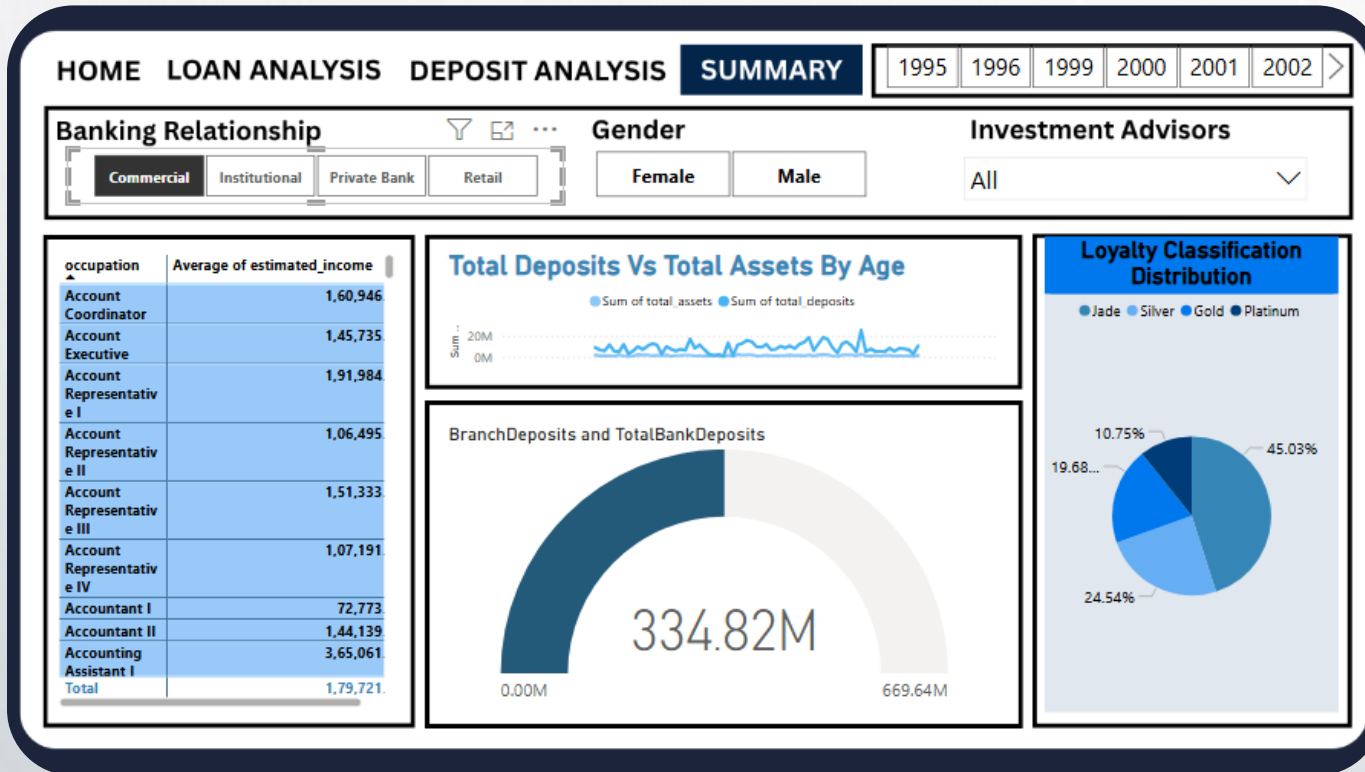 HOME LOAN ANALYSIS DEPOSIT ANALYSIS SUMMARY 1995 1996 1999 2000 2001 2002
Banking Relationship Gender Investment Advisors
Commercial Institutional Private Bank Retail Female Male All
occupation Average of estimated_income
Account
Coordinator 1,60,946.
Account
Executive 1,45,735.
Account
Representativ
e I 1,91,984.
Account
Representativ
e II 1,06,495.
Account
Representativ
e III 1,51,333.
Account
Representativ
e IV 1,07,191.
Accountant I 72,773.
Accountant II 1,44,139.
Accounting
Assistant I 3,65,061.
Total 1,79,721.
Total Deposits Vs Total Assets By Age
Sum of total_assets Sum of total_deposits
Sum ...
20M
0M
BranchDeposits and TotalBankDeposits
334.82M
0.00M 669.64M
Loyalty Classification
Distribution
Jade Silver Gold Platinum
10.75%
45.03%
19.68...
24.54%